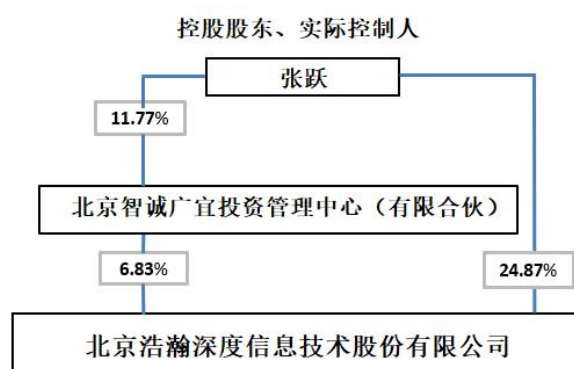 控股股东、实际控制人
张跃
11.77%
北京智诚广宜投资管理中心（有限合伙）
6.83%
24.87%
北京浩瀚深度信息技术股份有限公司